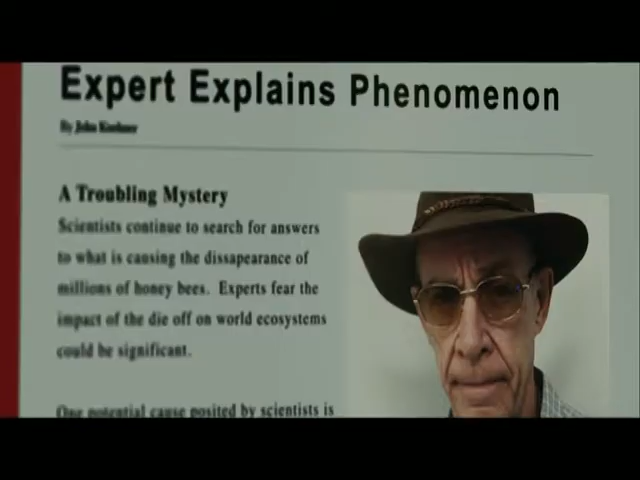 Expert Explains Phenomenon
By John
A Troubling Mystery
Scientists continue to search for answers
to what is causing the dissapearance of
millions of honey bees. Experts fear the
impact of the die off on world ecosystems
could be significant.
One potential cause posited by scientists is